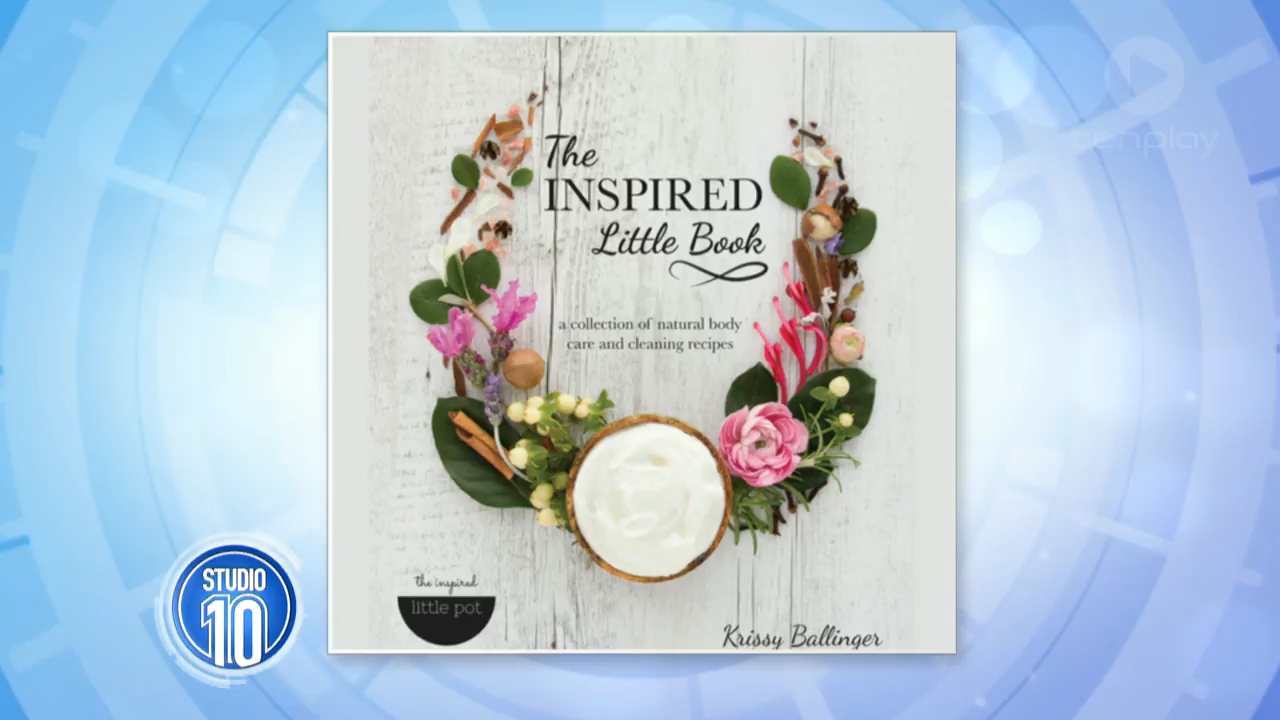 The
INSPIRED
Little Book
a collection of natural body
care and cleaning recipes
the inspired
little pot
Krissy Ballinger
STUDIO
10
tenplay